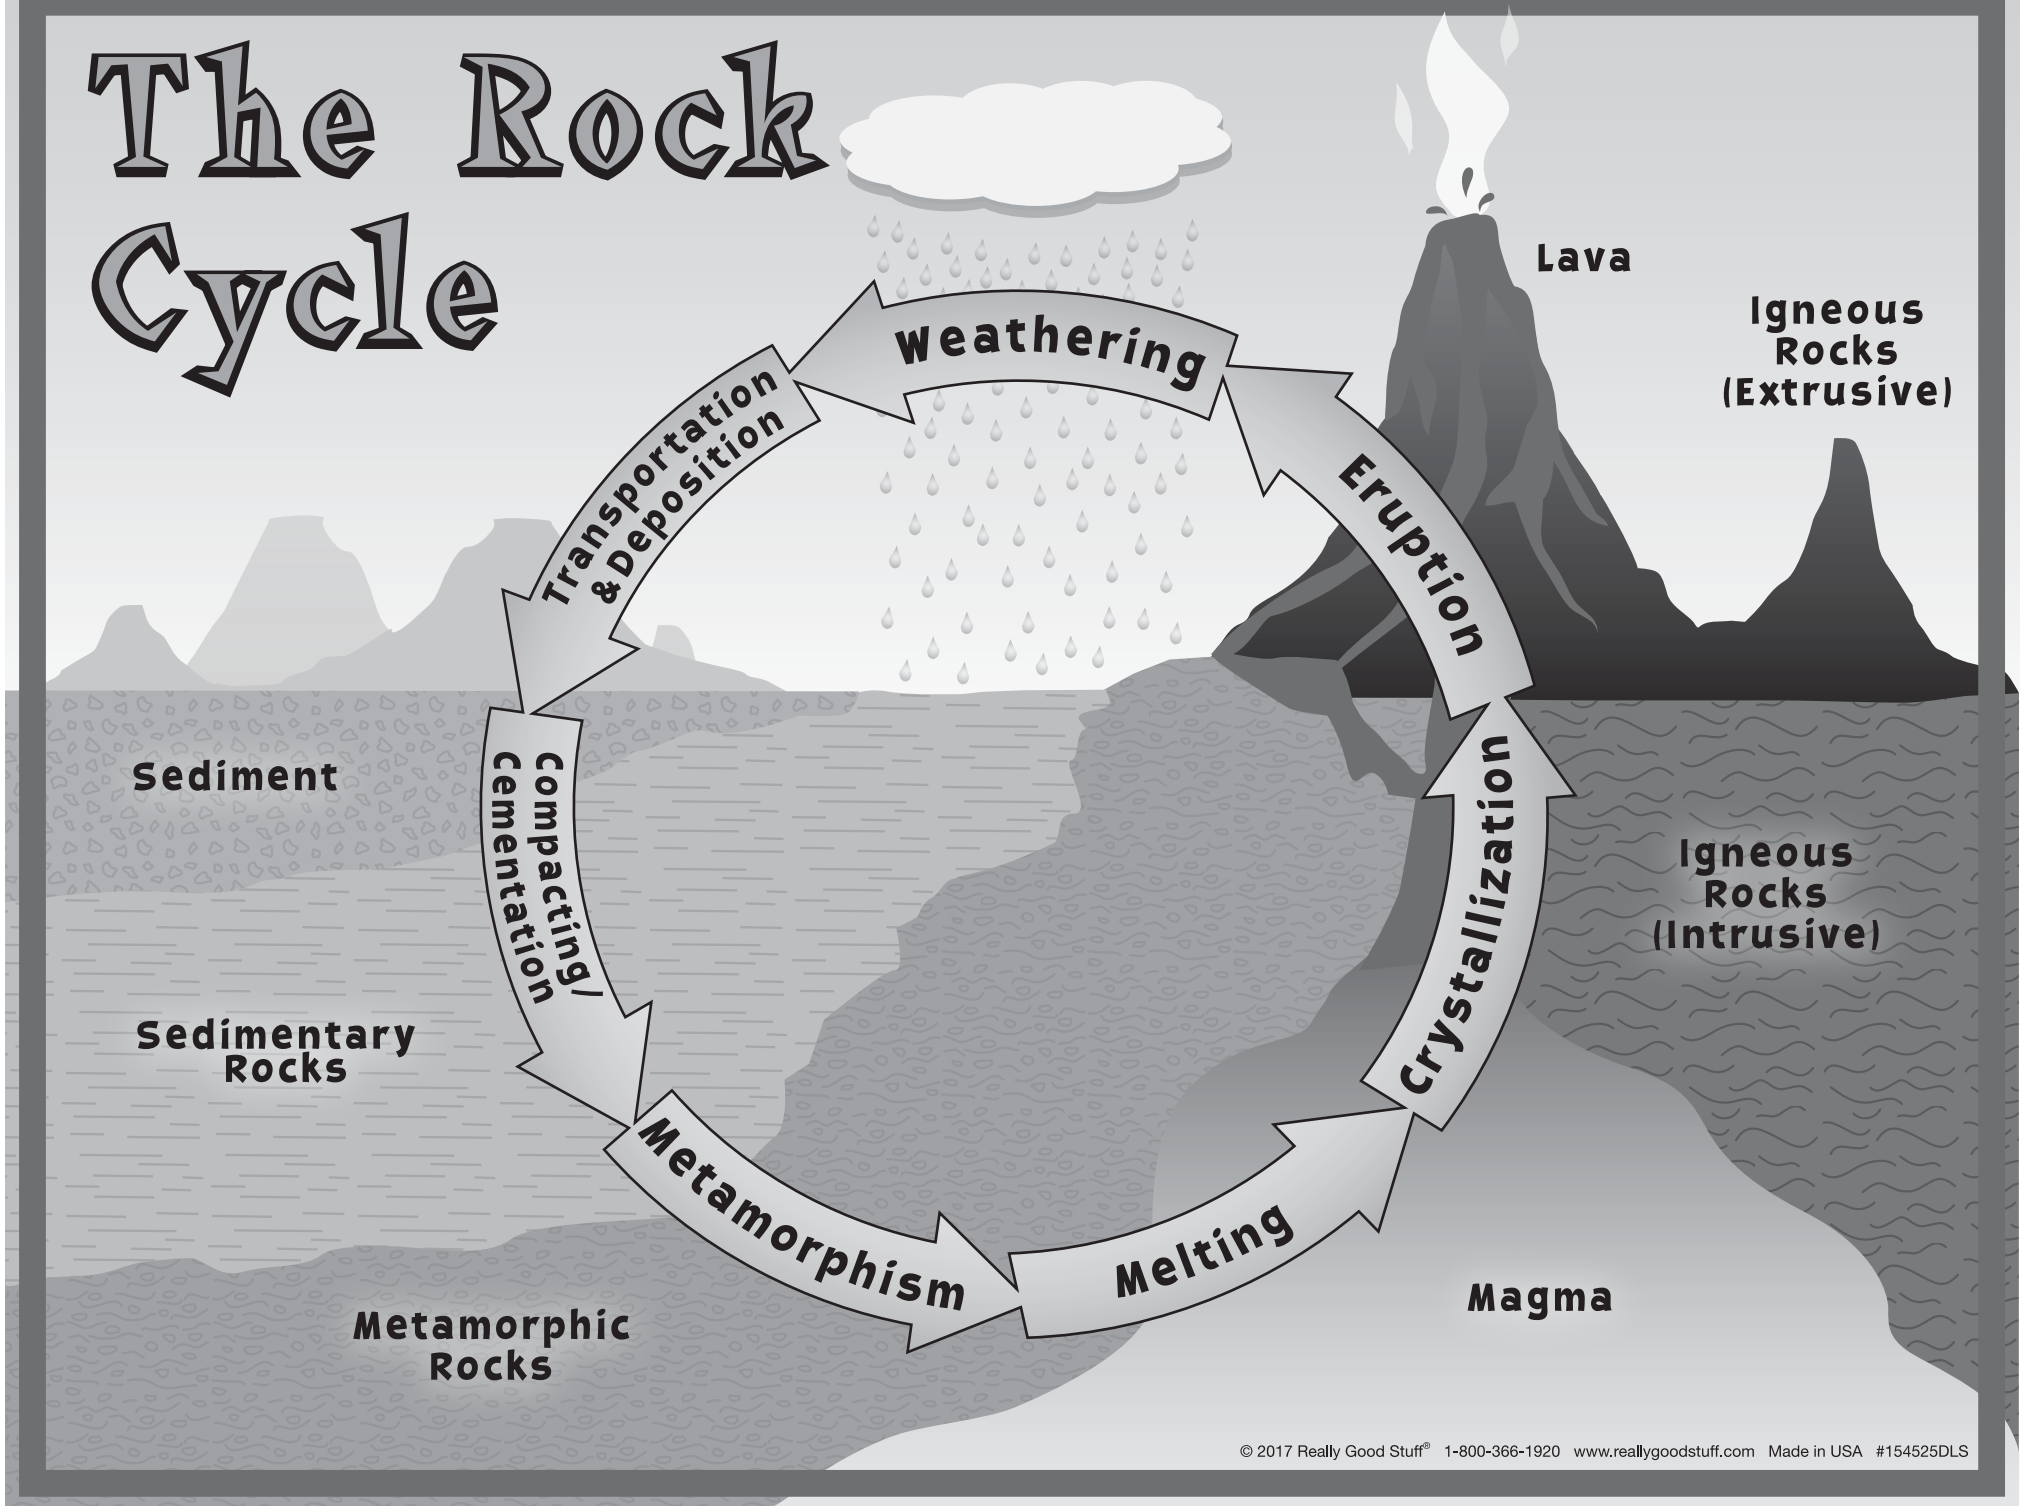 The Rock
Cycle
Lava
Igneous
Rocks
(Extrusive)
Weathering
Transportation
& Deposition
Eruption
Sediment
Compacting/
Cementation
Crystallization
Igneous
Rocks
(Intrusive)
Sedimentary
Rocks
Metamorphism
Melting
Magma
Metamorphic
Rocks
© 2017 Really Good Stuff® 1-800-366-1920 www.reallygoodstuff.com Made in USA #154525DLS